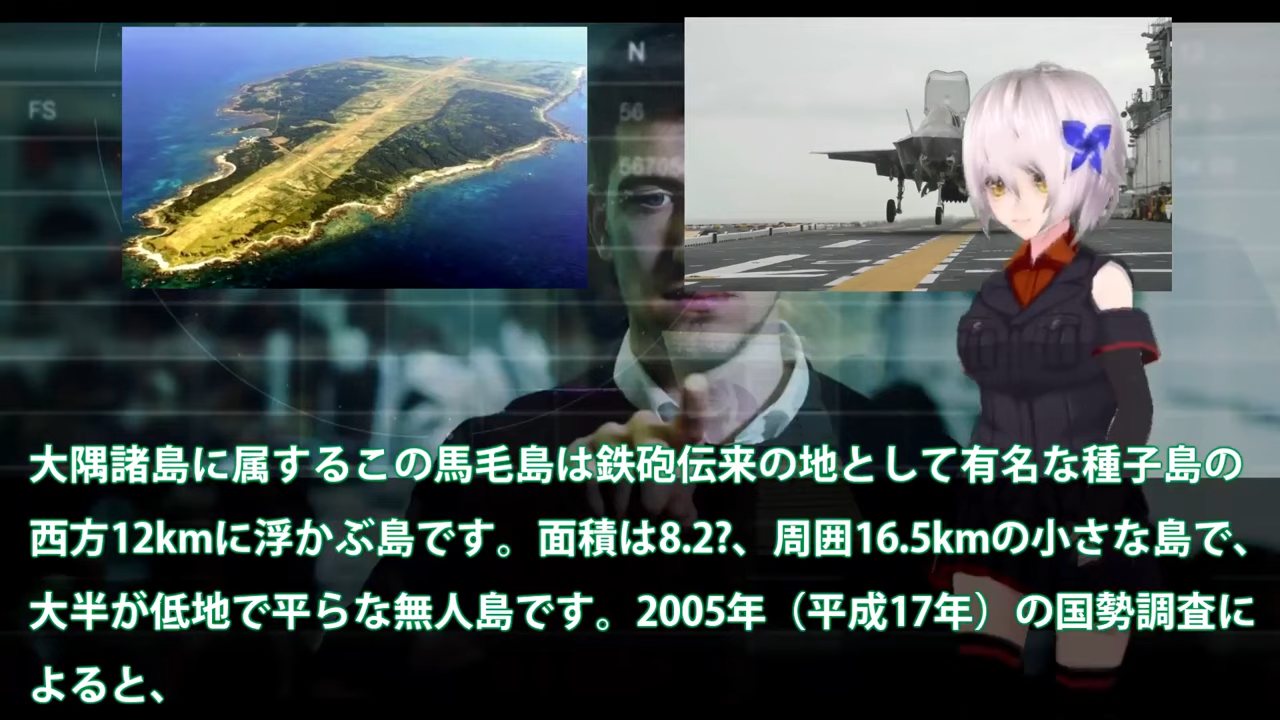 N
FS
56
56705
大隅諸島に属するこの馬毛島は鉄砲伝来の地として有名な種子島の
西方12kmに浮かぶ島です。面積は8.2?、周囲16.5kmの小さな島で、
大半が低地で平らな無人島です。2005年（平成17年）の国勢調査に
よると、